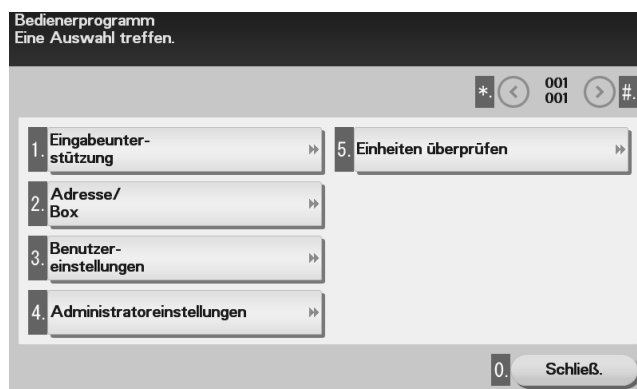 Bedienerprogramm
Eine Auswahl treffen.
*. 001 #.
001
1. Eingabeunter-
stützung
2. Adresse/
Box
3. Benutzer-
einstellungen
4. Administratoreinstellungen
5. Einheiten überprüfen
0. Schließ.